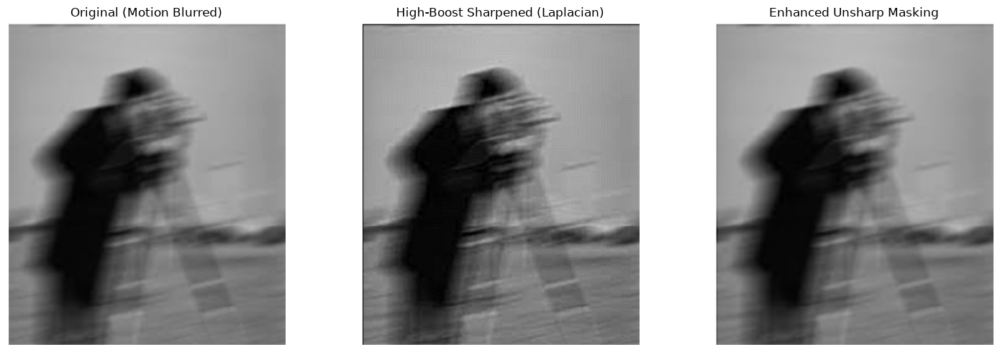 Original (Motion Blurred)
High-Boost Sharpened (Laplacian)
Enhanced Unsharp Masking